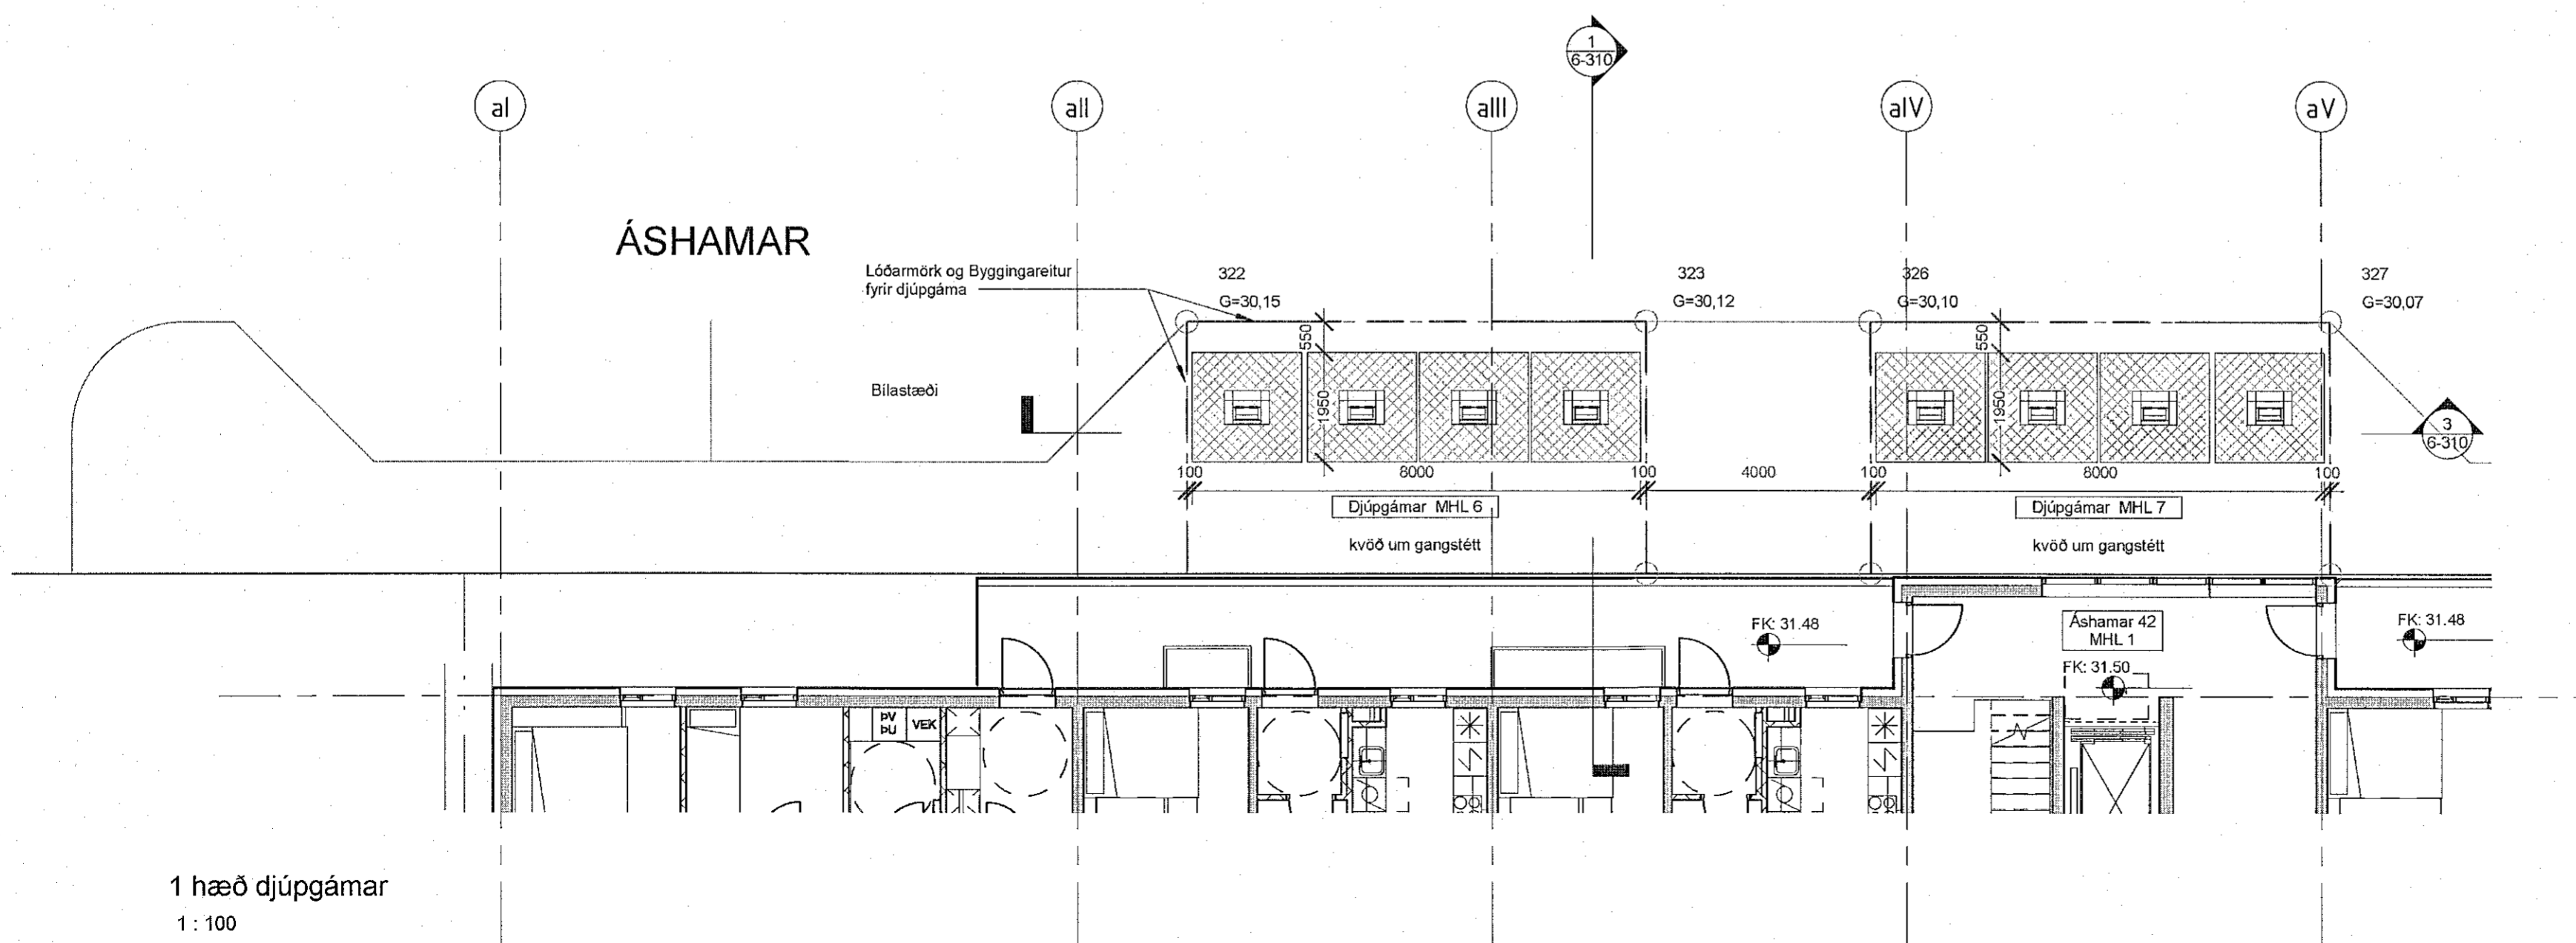 1
6-310
aI
aII
aIII
aIV
aV
ÁSHAMAR
Lóðarmörk og Byggingareitur
fyrir djúpgáma
322
G=30,15
323
G=30,12
326
G=30,10
327
G=30,07
550
550
Bílastæði
1950
1950
3
6-310
100
8000
100
4000
100
8000
100
Djúpgámar MHL 6
Djúpgámar MHL 7
kvöð um gangstétt
kvöð um gangstétt
FK: 31.48
Áshamar 42
MHL 1
FK: 31.48
FK: 31.50
ÞV
ÞU
VEK
1 hæð djúpgámar
1 : 100